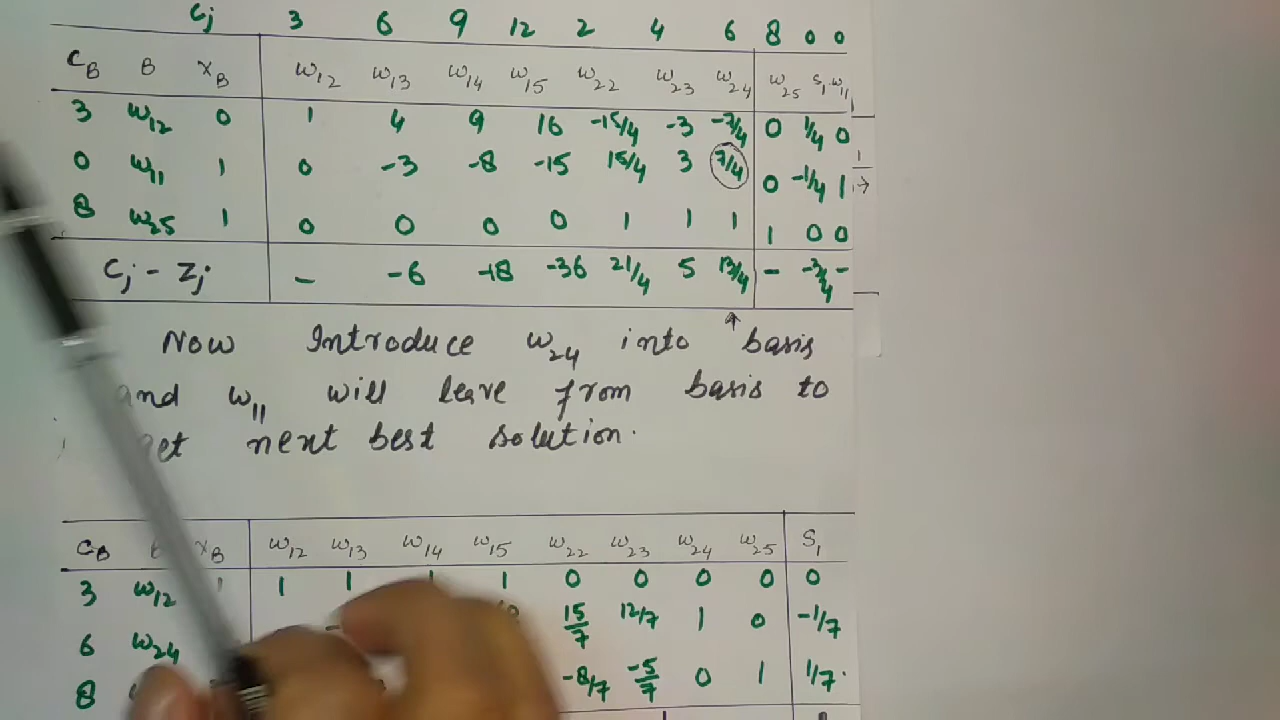 Cj 3 6 9 12 2 4 6 8 0 0
CB B XB w12 w13 w14 w15 w22 w23 w24 w25 s1 w11
3 w12 0 1 4 9 16 -15/4 -3 -7/4 0 1/4 0
0 w11 1 0 -3 -8 -15 15/4 3 7/4 0 -1/4 1 →
8 w25 1 0 0 0 0 1 1 1 1 0 0
Cj - Zj - -6 -18 -36 21/4 5 13/4 - -3/4 -
Now Introduce w24 into basis
and w11 will leave from basis to
get next best solution.
CB XB w12 w13 w14 w15 w22 w23 w24 w25 S1
3 w12 1 1 1 1 0 0 0 0 0
6 w24 15/7 12/7 1 0 -1/7
8 -8/7 -5/7 0 1 1/7